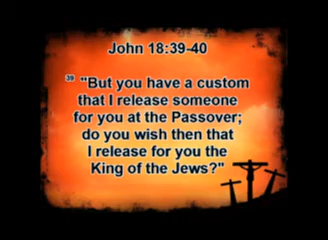 John 18:39-40
39 "But you have a custom
that I release someone
for you at the Passover;
do you wish then that
I release for you the
King of the Jews?"